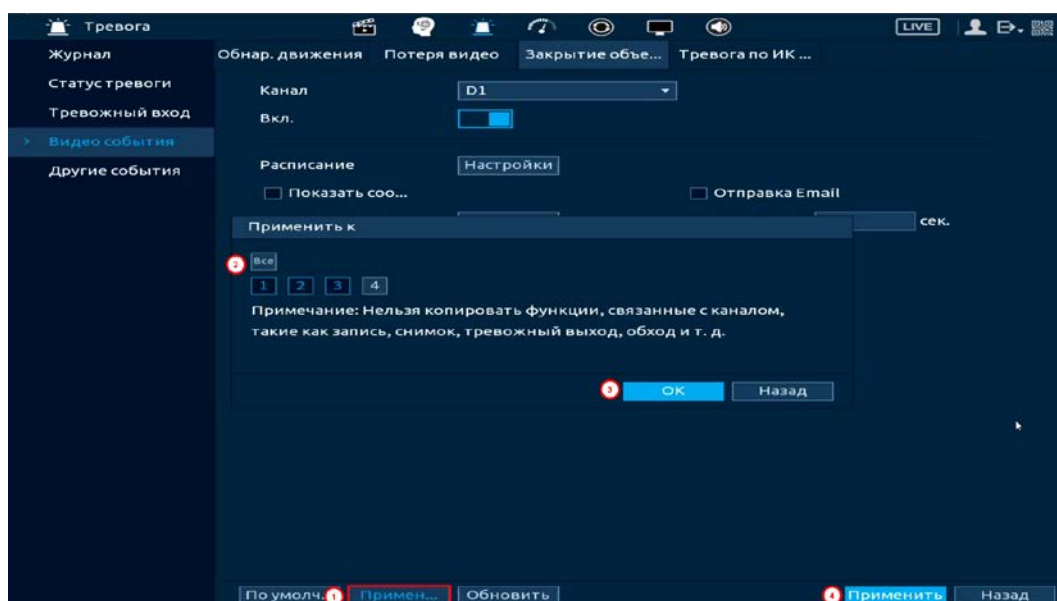 Тревога
LIVE
Журнал
Обнар. движения Потеря видео Закрытие объе... Тревога по ИК ...
Статус тревоги
Канал D1
Тревожный вход
Вкл.
Видео события
Расписание Настройки
Другие события
Показать соо... Отправка Email
сек.
Применить к
2 Все
1 2 3 4
Примечание: Нельзя копировать функции, связанные с каналом,
такие как запись, снимок, тревожный выход, обход и т. д.
3 OK Назад
По умолч. 1 Примен... Обновить 4 Применить Назад